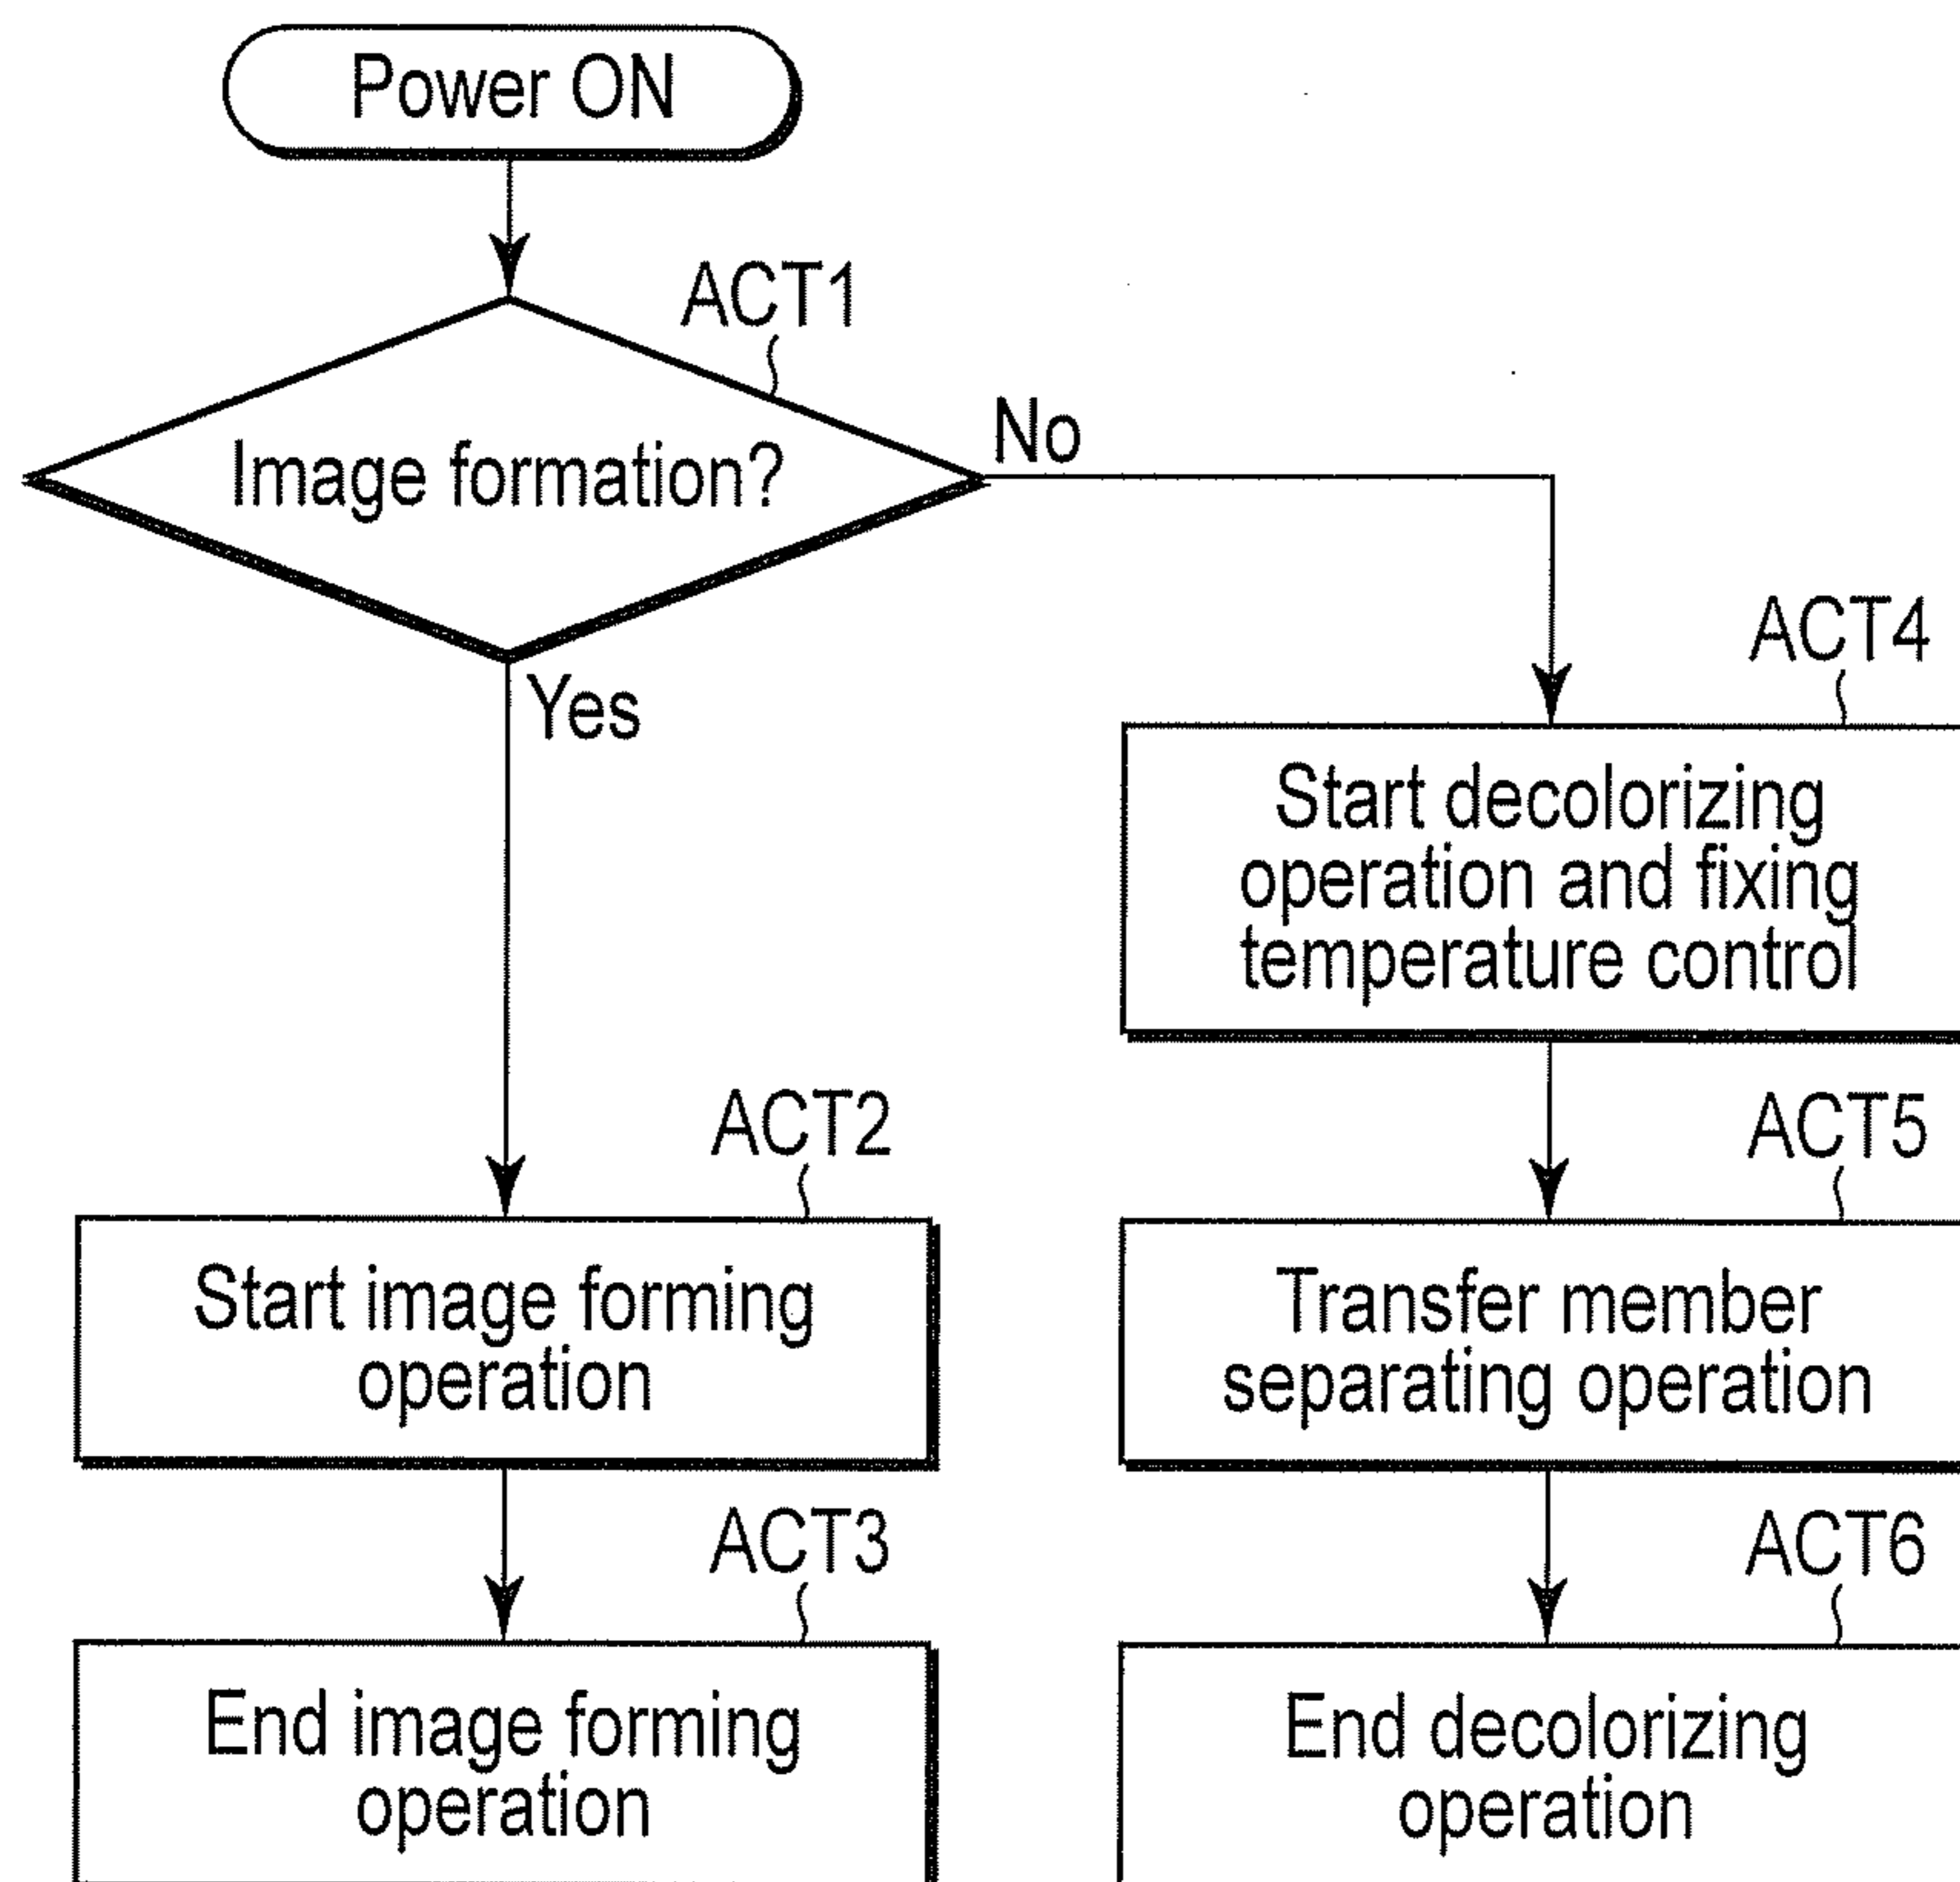 Power ON
ACT1
Image formation?
No
Yes
ACT4
Start decolorizing
operation and fixing
temperature control
ACT2
Start image forming
operation
ACT5
Transfer member
separating operation
ACT3
End image forming
operation
ACT6
End decolorizing
operation